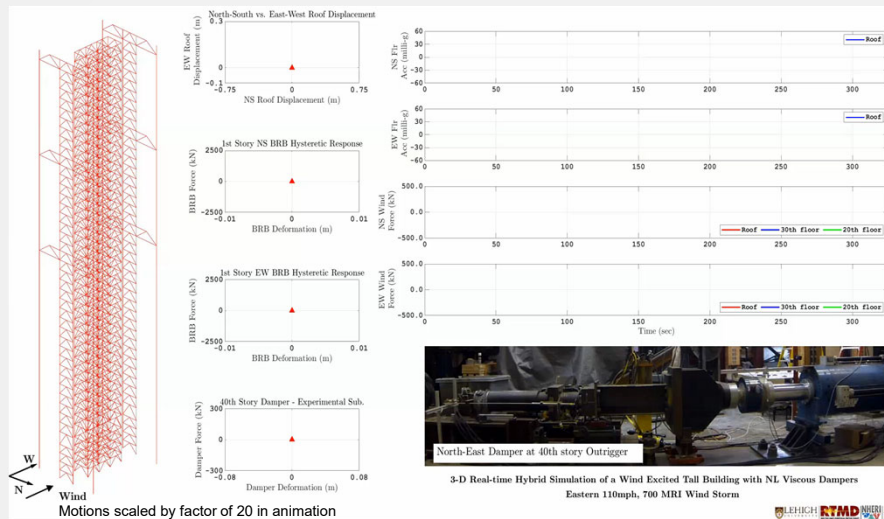 North-South vs. East-West Roof Displacement
EW Roof
Displacement (m)
0.3
0
-0.1
-0.75
0
0.75
NS Roof Displacement (m)
1st Story NS BRB Hysteretic Response
BRB Force (kN)
2500
0
-2500
-0.01
0
0.01
BRB Deformation (m)
1st Story EW BRB Hysteretic Response
BRB Force (kN)
2500
0
-2500
-0.01
0
0.01
BRB Deformation (m)
40th Story Damper - Experimental Sub.
Damper Force (kN)
300
0
-300
-0.08
0
0.08
Damper Deformation (m)
W
N
Wind
Motions scaled by factor of 20 in animation
NS Flr
Acc (milli-g)
60
30
0
-30
-60
Roof
0 50 100 150 200 250 300
EW Flr
Acc (milli-g)
60
30
0
-30
-60
Roof
0 50 100 150 200 250 300
NS Wind
Force (kN)
500.0
0.0
-500.0
Roof 30th floor 20th floor
0 50 100 150 200 250 300
EW Wind
Force (kN)
500.0
0.0
-500.0
Roof 30th floor 20th floor
0 50 100 150 200 250 300
Time (sec)
North-East Damper at 40th story Outrigger
3-D Real-time Hybrid Simulation of a Wind Excited Tall Building with NL Viscous Dampers
Eastern 110mph, 700 MRI Wind Storm
LEHIGH RTMD NHERI